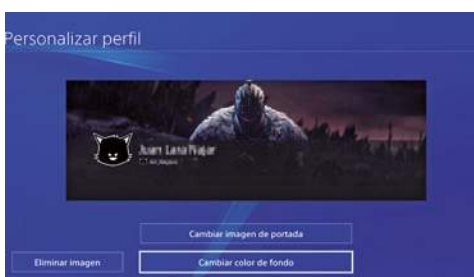 Personalizar perfil
Cambiar imagen de portada
Eliminar imagen
Cambiar color de fondo